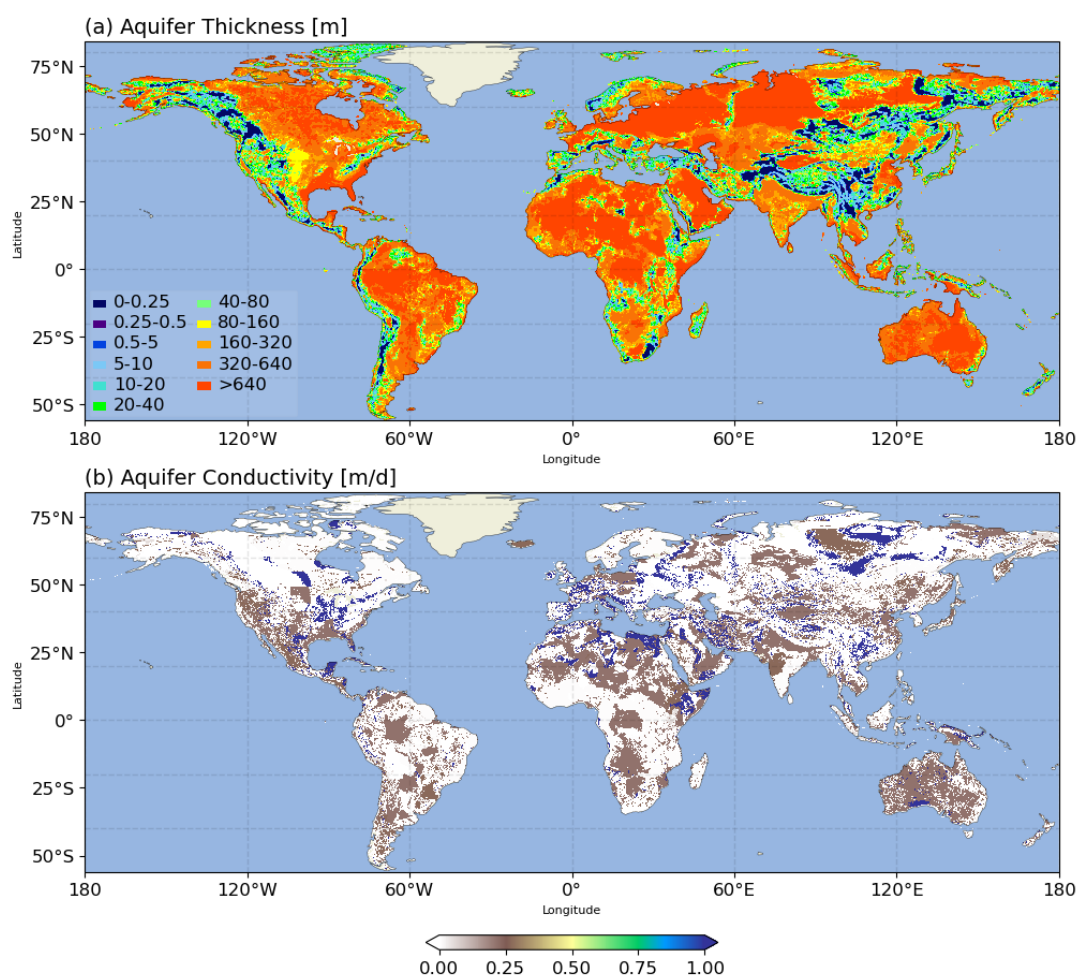 (a) Aquifer Thickness [m]
75°N
50°N
25°N
0°
25°S
50°S
Latitude
0-0.25
0.25-0.5
0.5-5
5-10
10-20
20-40
40-80
80-160
160-320
320-640
>640
180 120°W 60°W 0° 60°E 120°E 180
Longitude
(b) Aquifer Conductivity [m/d]
75°N
50°N
25°N
0°
25°S
50°S
Latitude
180 120°W 60°W 0° 60°E 120°E 180
Longitude
0.00 0.25 0.50 0.75 1.00